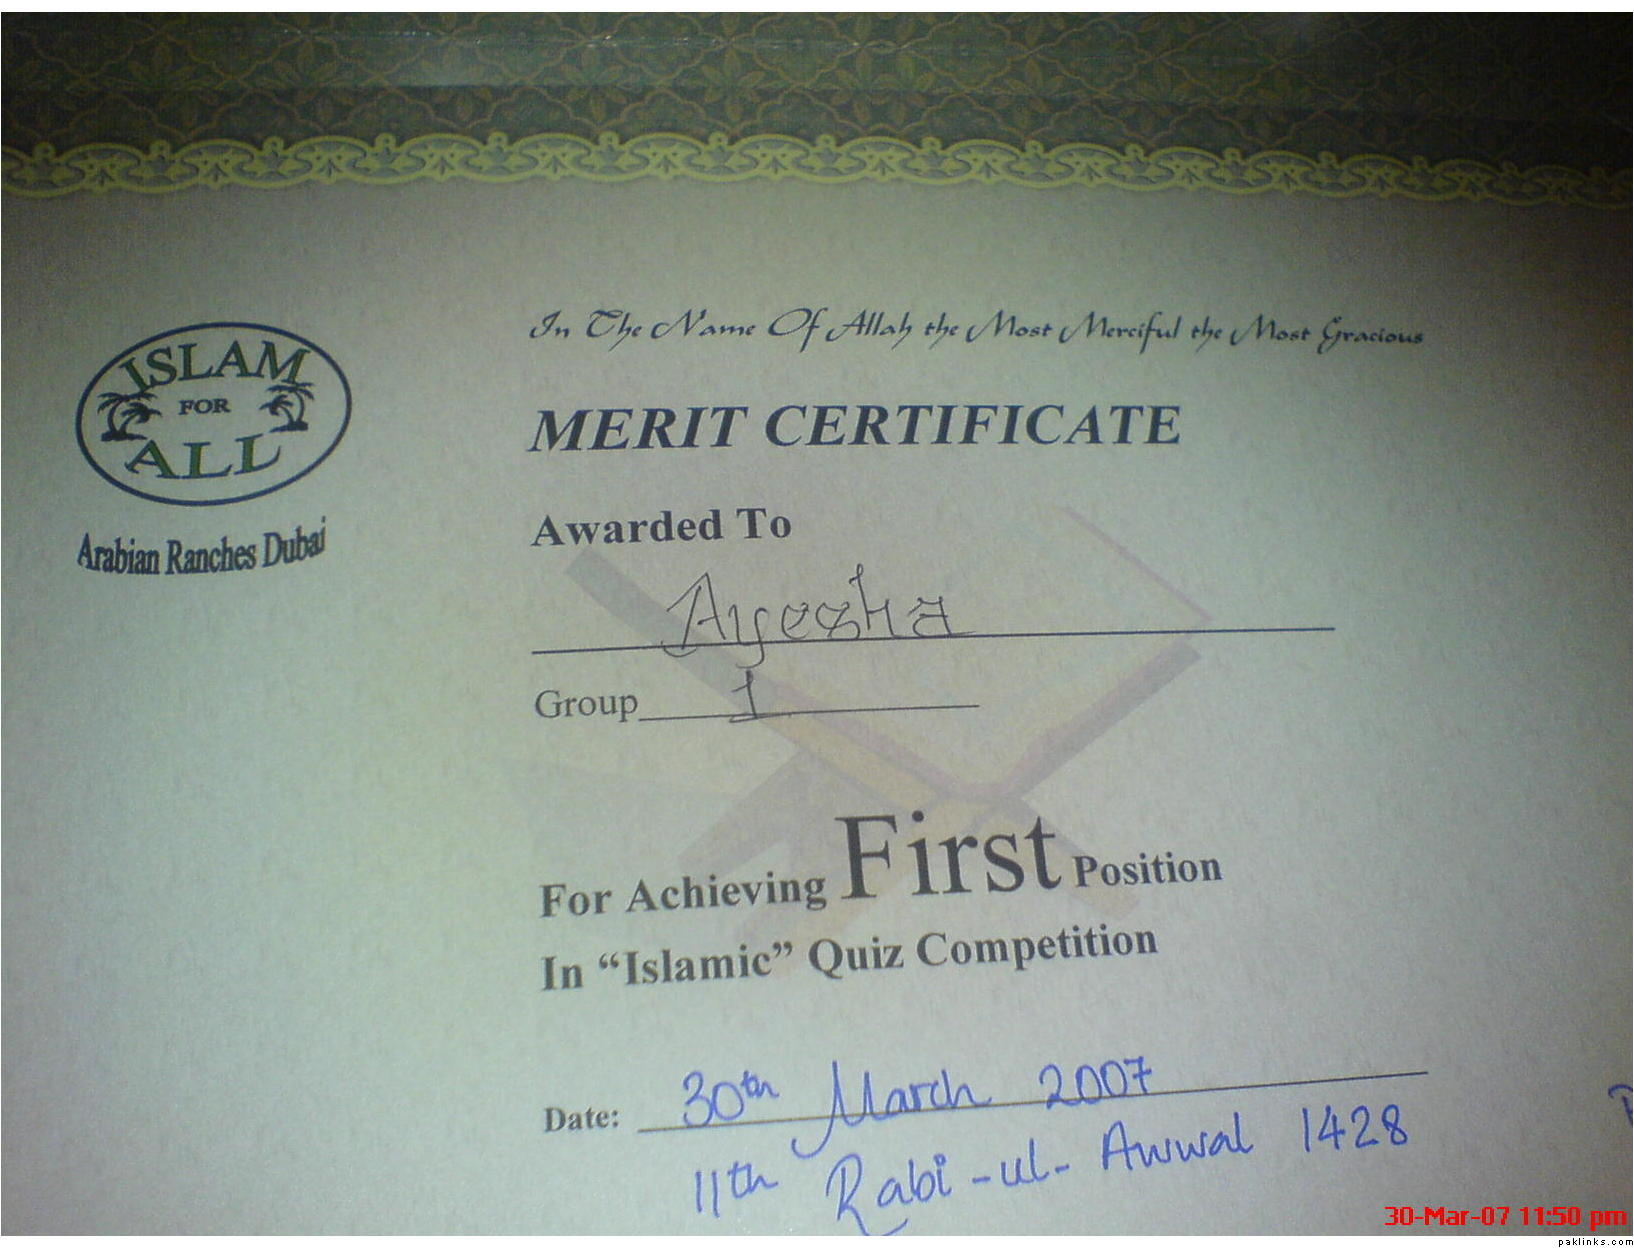 In The Name Of Allah the Most Merciful the Most Gracious
ISLAM
FOR
ALL
Arabian Ranches Dubai
MERIT CERTIFICATE
Awarded To
Ayesha
Group 1
For Achieving First Position
In “Islamic” Quiz Competition
Date: 30th March 2007
11th Rabi-ul-Awwal 1428
30-Mar-07 11:50 pm
paklinks.com